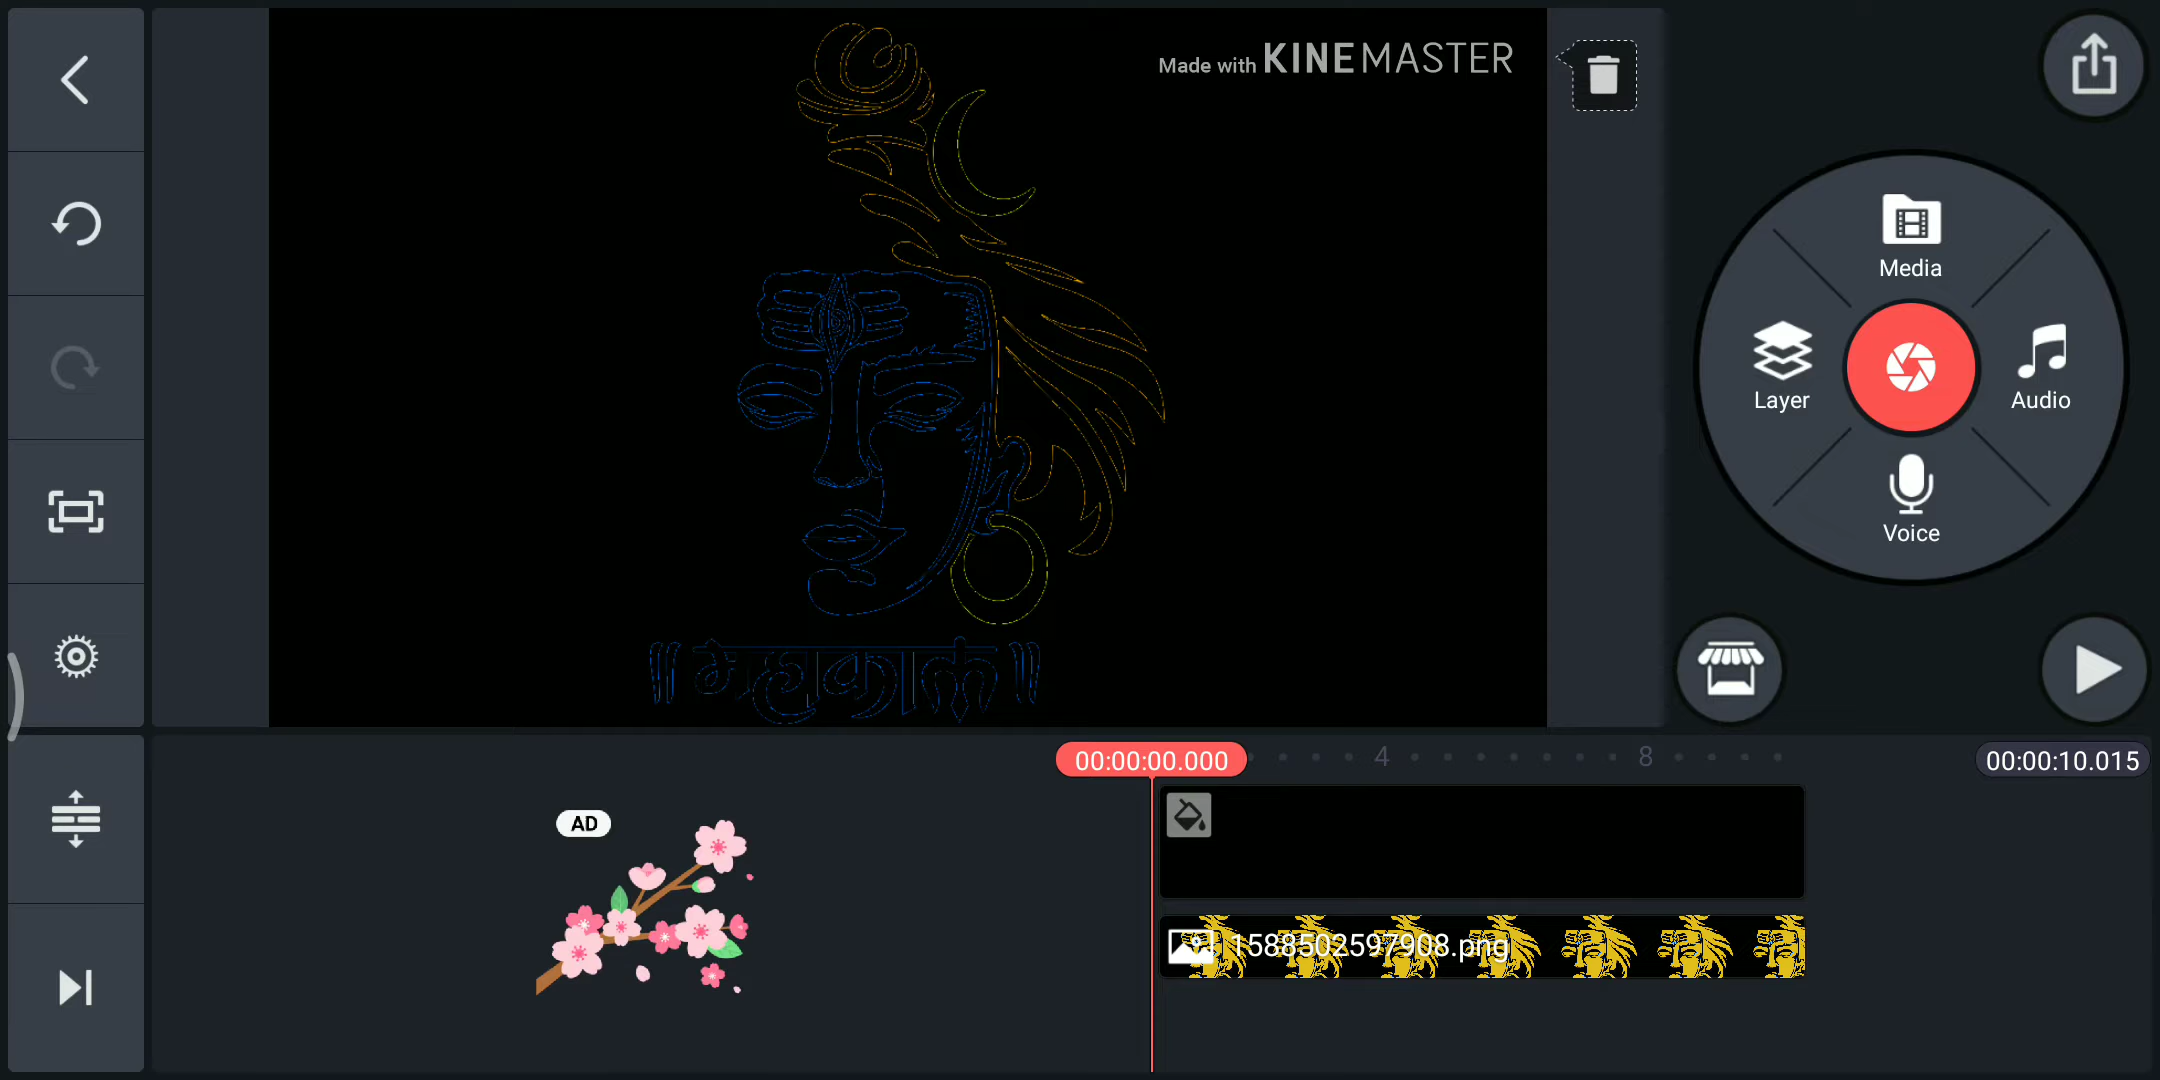 Made with KINEMASTER
Media
Layer
Audio
Voice
॥ महाकाल ॥
00:00:00.000
4
8
00:00:10.015
AD
1588502597908.png